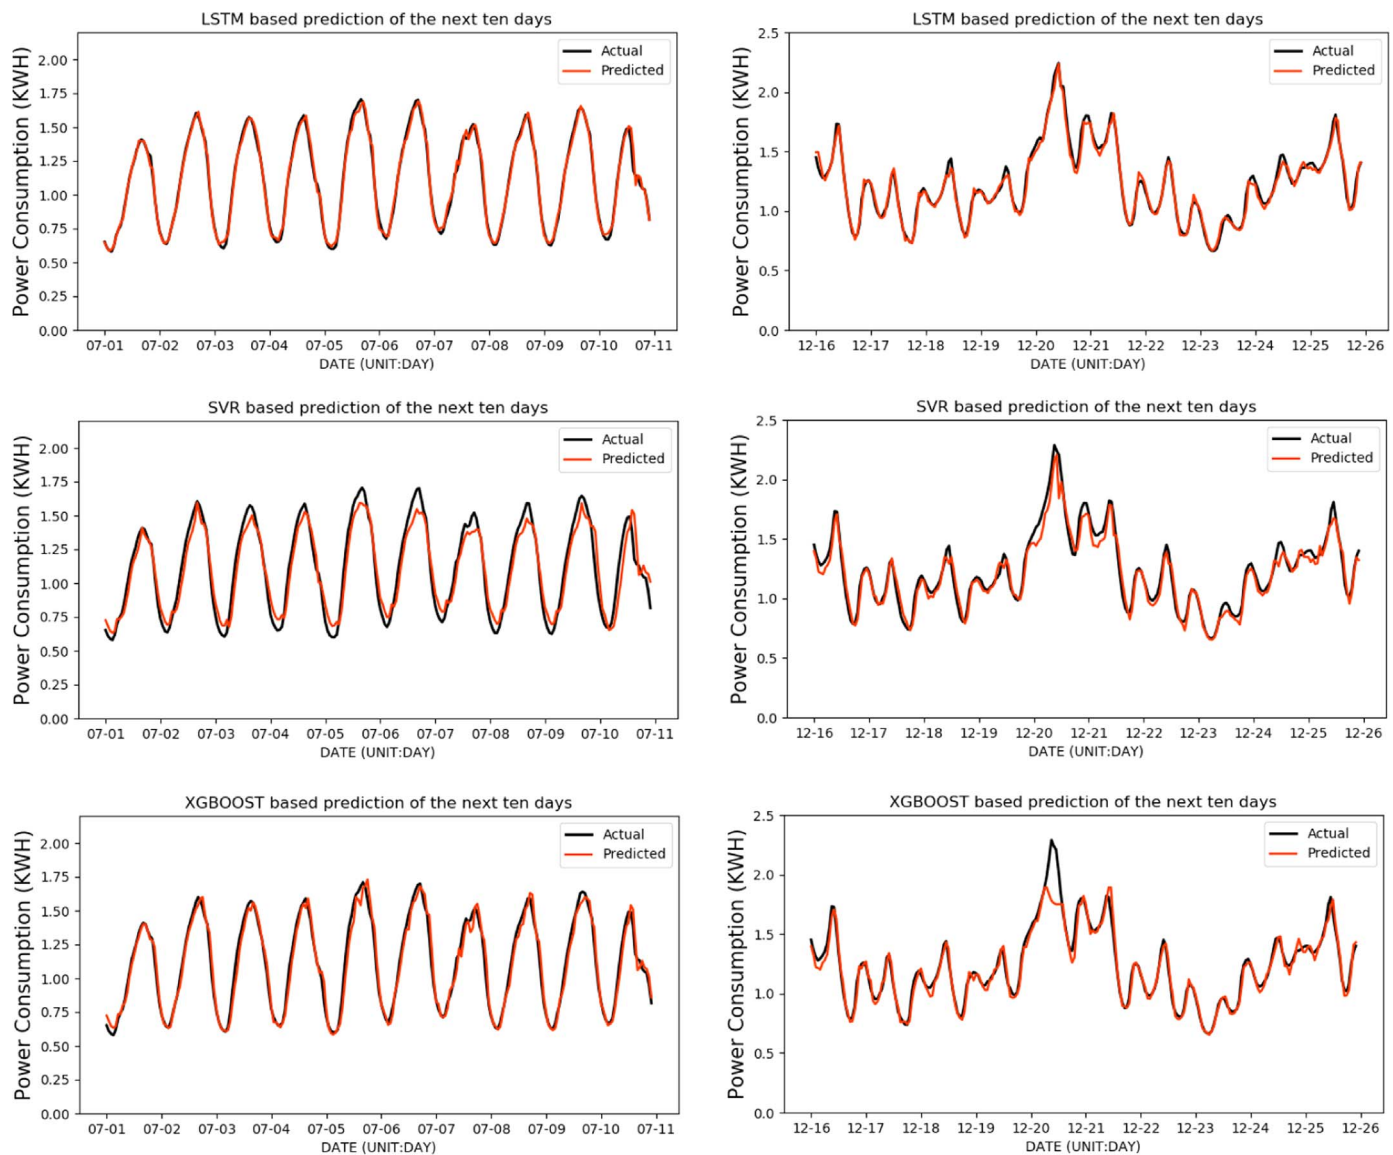 LSTM based prediction of the next ten days
Power Consumption (KWH)
2.00
1.75
1.50
1.25
1.00
0.75
0.50
0.25
0.00
Actual
Predicted
07-01 07-02 07-03 07-04 07-05 07-06 07-07 07-08 07-09 07-10 07-11
DATE (UNIT:DAY)
LSTM based prediction of the next ten days
Power Consumption (KWH)
2.5
2.0
1.5
1.0
0.5
0.0
Actual
Predicted
12-16 12-17 12-18 12-19 12-20 12-21 12-22 12-23 12-24 12-25 12-26
DATE (UNIT:DAY)
SVR based prediction of the next ten days
Power Consumption (KWH)
2.00
1.75
1.50
1.25
1.00
0.75
0.50
0.25
0.00
Actual
Predicted
07-01 07-02 07-03 07-04 07-05 07-06 07-07 07-08 07-09 07-10 07-11
DATE (UNIT:DAY)
SVR based prediction of the next ten days
Power Consumption (KWH)
2.5
2.0
1.5
1.0
0.5
0.0
Actual
Predicted
12-16 12-17 12-18 12-19 12-20 12-21 12-22 12-23 12-24 12-25 12-26
DATE (UNIT:DAY)
XGBOOST based prediction of the next ten days
Power Consumption (KWH)
2.00
1.75
1.50
1.25
1.00
0.75
0.50
0.25
0.00
Actual
Predicted
07-01 07-02 07-03 07-04 07-05 07-06 07-07 07-08 07-09 07-10 07-11
DATE (UNIT:DAY)
XGBOOST based prediction of the next ten days
Power Consumption (KWH)
2.5
2.0
1.5
1.0
0.5
0.0
Actual
Predicted
12-16 12-17 12-18 12-19 12-20 12-21 12-22 12-23 12-24 12-25 12-26
DATE (UNIT:DAY)